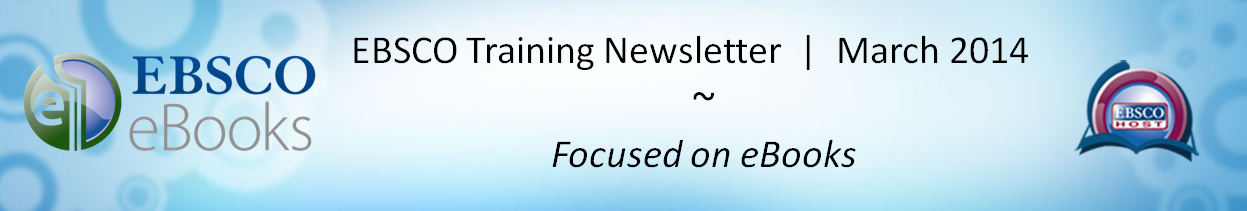 EBSCO
eBooks
EBSCO Training Newsletter | March 2014
~
Focused on eBooks
EBSCO
HOST